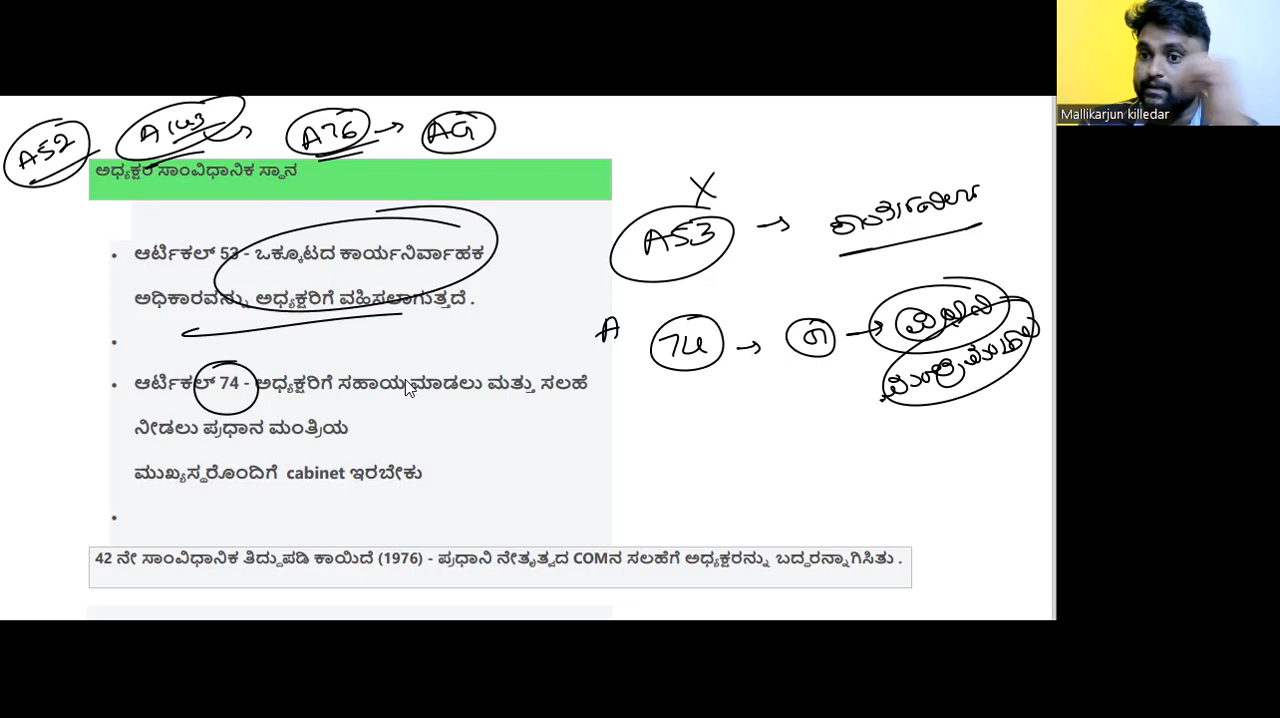 Mallikarjun killedar
A52 A143 → A76 → AG
ಅಧ್ಯಕ್ಷರ ಸಾಂವಿಧಾನಿಕ ಸ್ಥಾನ
A53 →
ಆರ್ಟಿಕಲ್ 53 - ಒಕ್ಕೂಟದ ಕಾರ್ಯನಿರ್ವಾಹಕ
ಅಧಿಕಾರವನ್ನು ಅಧ್ಯಕ್ಷರಿಗೆ ವಹಿಸಲಾಗುತ್ತದೆ .
A 74 → →
ಆರ್ಟಿಕಲ್ 74 - ಅಧ್ಯಕ್ಷರಿಗೆ ಸಹಾಯ ಮಾಡಲು ಮತ್ತು ಸಲಹೆ
ನೀಡಲು ಪ್ರಧಾನ ಮಂತ್ರಿಯ
ಮುಖ್ಯಸ್ಥರೊಂದಿಗೆ cabinet ಇರಬೇಕು
42 ನೇ ಸಾಂವಿಧಾನಿಕ ತಿದ್ದುಪಡಿ ಕಾಯಿದೆ (1976) - ಪ್ರಧಾನಿ ನೇತೃತ್ವದ COMನ ಸಲಹೆಗೆ ಅಧ್ಯಕ್ಷರನ್ನು ಬದ್ಧರನ್ನಾಗಿಸಿತು .